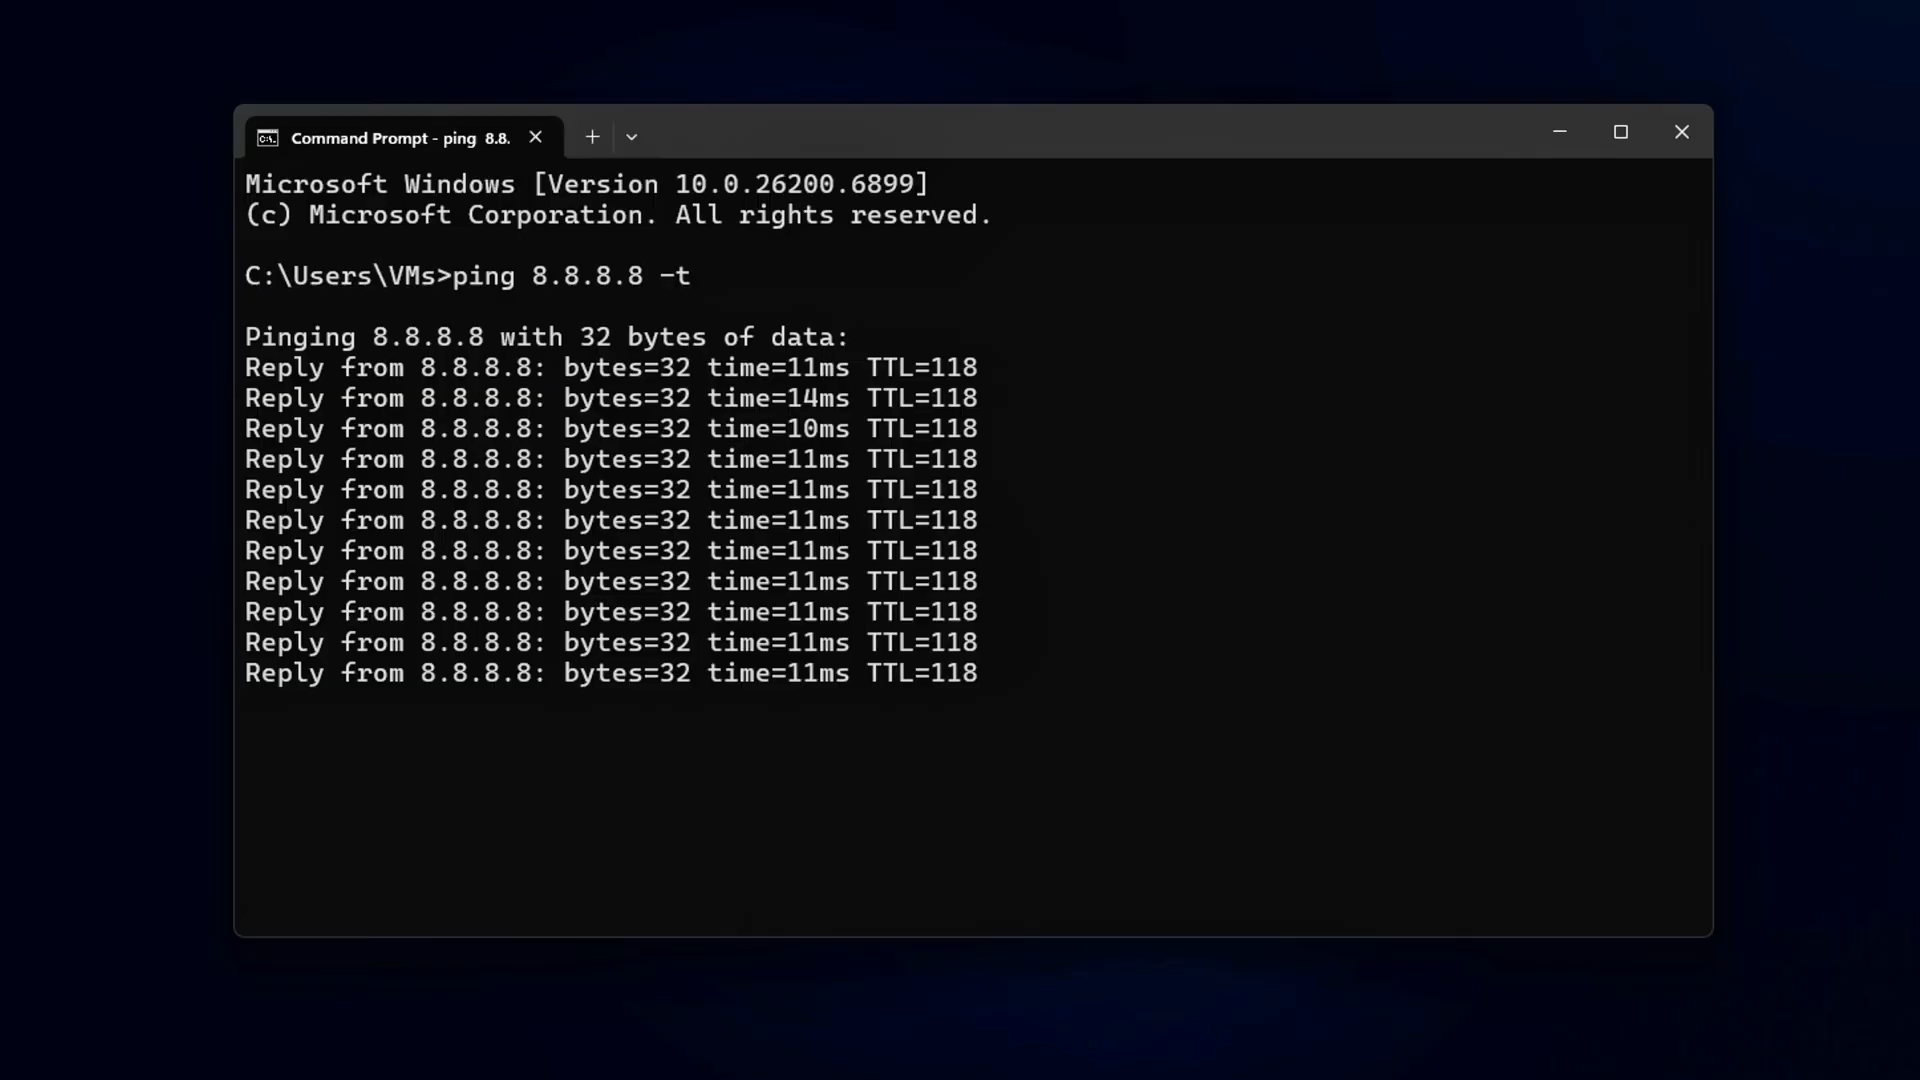 Command Prompt - ping 8.8.
Microsoft Windows [Version 10.0.26200.6899]
(c) Microsoft Corporation. All rights reserved.
C:\Users\VMs>ping 8.8.8.8 -t
Pinging 8.8.8.8 with 32 bytes of data:
Reply from 8.8.8.8: bytes=32 time=11ms TTL=118
Reply from 8.8.8.8: bytes=32 time=14ms TTL=118
Reply from 8.8.8.8: bytes=32 time=10ms TTL=118
Reply from 8.8.8.8: bytes=32 time=11ms TTL=118
Reply from 8.8.8.8: bytes=32 time=11ms TTL=118
Reply from 8.8.8.8: bytes=32 time=11ms TTL=118
Reply from 8.8.8.8: bytes=32 time=11ms TTL=118
Reply from 8.8.8.8: bytes=32 time=11ms TTL=118
Reply from 8.8.8.8: bytes=32 time=11ms TTL=118
Reply from 8.8.8.8: bytes=32 time=11ms TTL=118
Reply from 8.8.8.8: bytes=32 time=11ms TTL=118